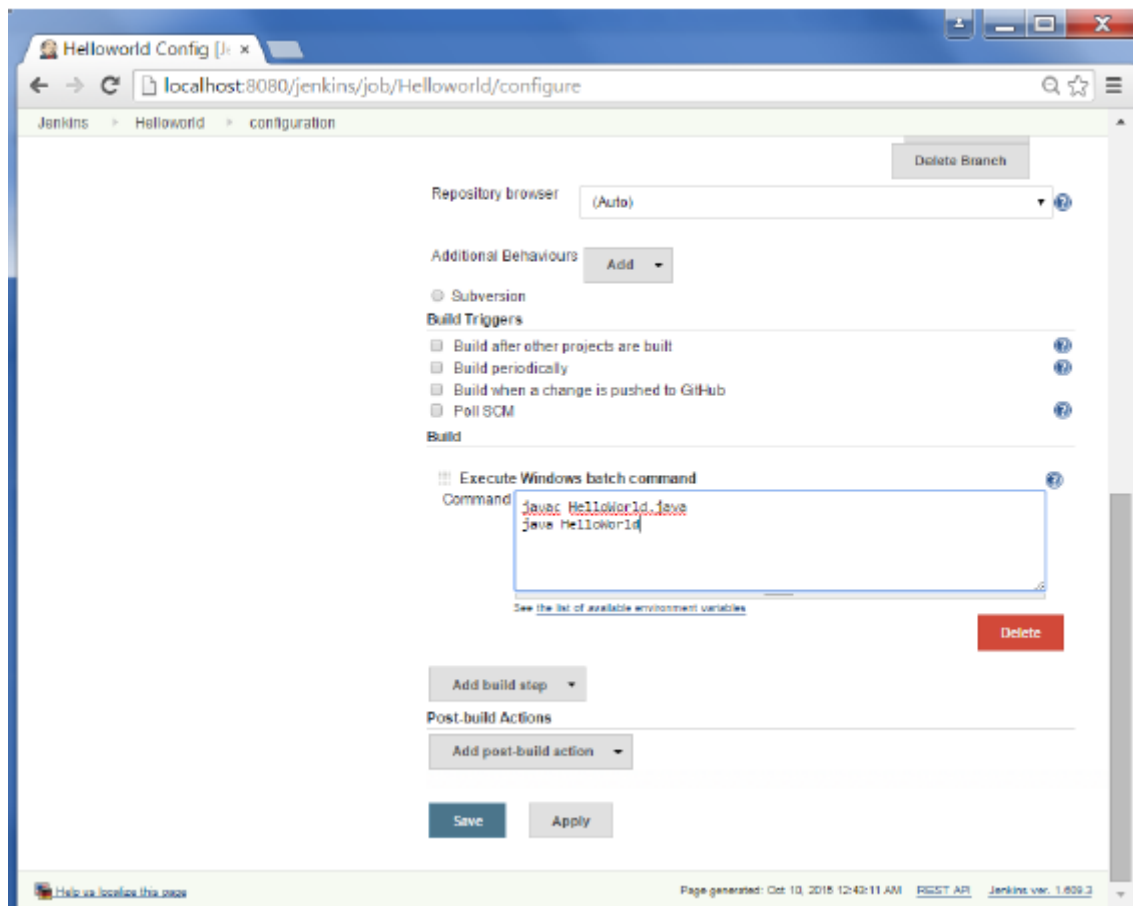 Helloworld Config [Je
localhost:8080/jenkins/job/Helloworld/configure
Jenkins Helloworld configuration
Delete Branch
Repository browser (Auto)
Additional Behaviours Add
Subversion
Build Triggers
Build after other projects are built
Build periodically
Build when a change is pushed to GitHub
Poll SCM
Build
Execute Windows batch command
Command javac HelloWorld.java
java HelloWorld
See the list of available environment variables
Delete
Add build step
Post-build Actions
Add post-build action
Save Apply
Help us localize this page Page generated: Oct 10, 2015 12:43:11 AM REST API Jenkins ver. 1.609.3